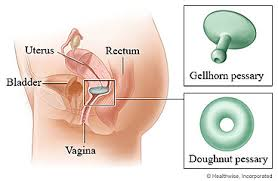 Uterus
Rectum
Bladder
Vagina
Gellhorn pessary
Doughnut pessary
© Healthwise, Incorporated